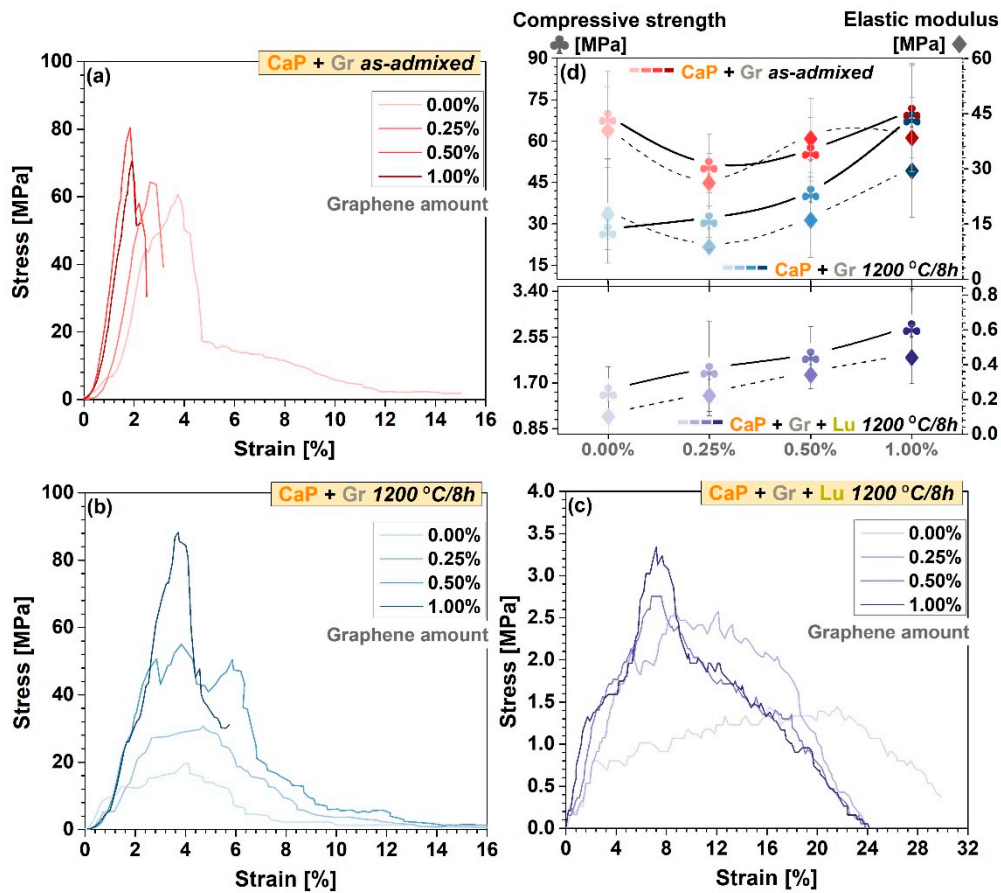 (a)
CaP + Gr as-admixed
0.00%
0.25%
0.50%
1.00%
Graphene amount
100
80
60
40
20
0
Stress [MPa]
0 2 4 6 8 10 12 14 16
Strain [%]
Compressive strength
♣ [MPa]
Elastic modulus
[MPa] ◆
(d)
CaP + Gr as-admixed
90
75
60
45
30
15
60
45
30
15
0
CaP + Gr 1200 °C/8h
3.40
2.55
1.70
0.85
0.8
0.6
0.4
0.2
0.0
CaP + Gr + Lu 1200 °C/8h
0.00% 0.25% 0.50% 1.00%
(b)
CaP + Gr 1200 °C/8h
0.00%
0.25%
0.50%
1.00%
Graphene amount
100
80
60
40
20
0
Stress [MPa]
0 2 4 6 8 10 12 14 16
Strain [%]
(c)
CaP + Gr + Lu 1200 °C/8h
0.00%
0.25%
0.50%
1.00%
Graphene amount
4.0
3.5
3.0
2.5
2.0
1.5
1.0
0.5
0.0
Stress [MPa]
0 4 8 12 16 20 24 28 32
Strain [%]